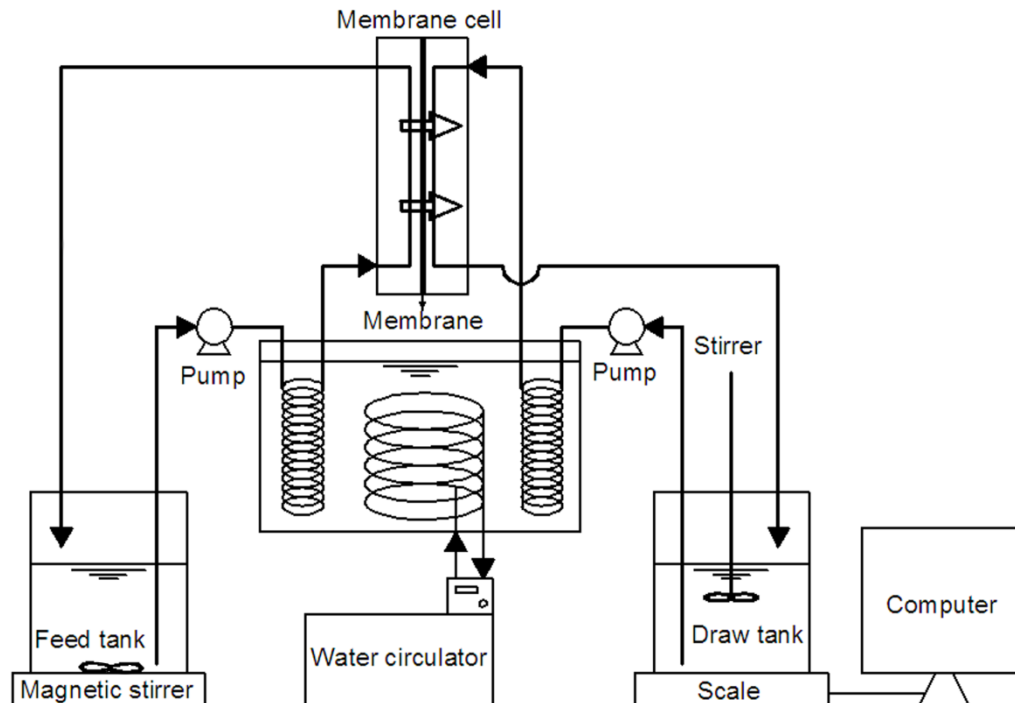 Membrane cell
Membrane
Pump
Pump
Stirrer
Feed tank
Magnetic stirrer
Water circulator
Draw tank
Scale
Computer